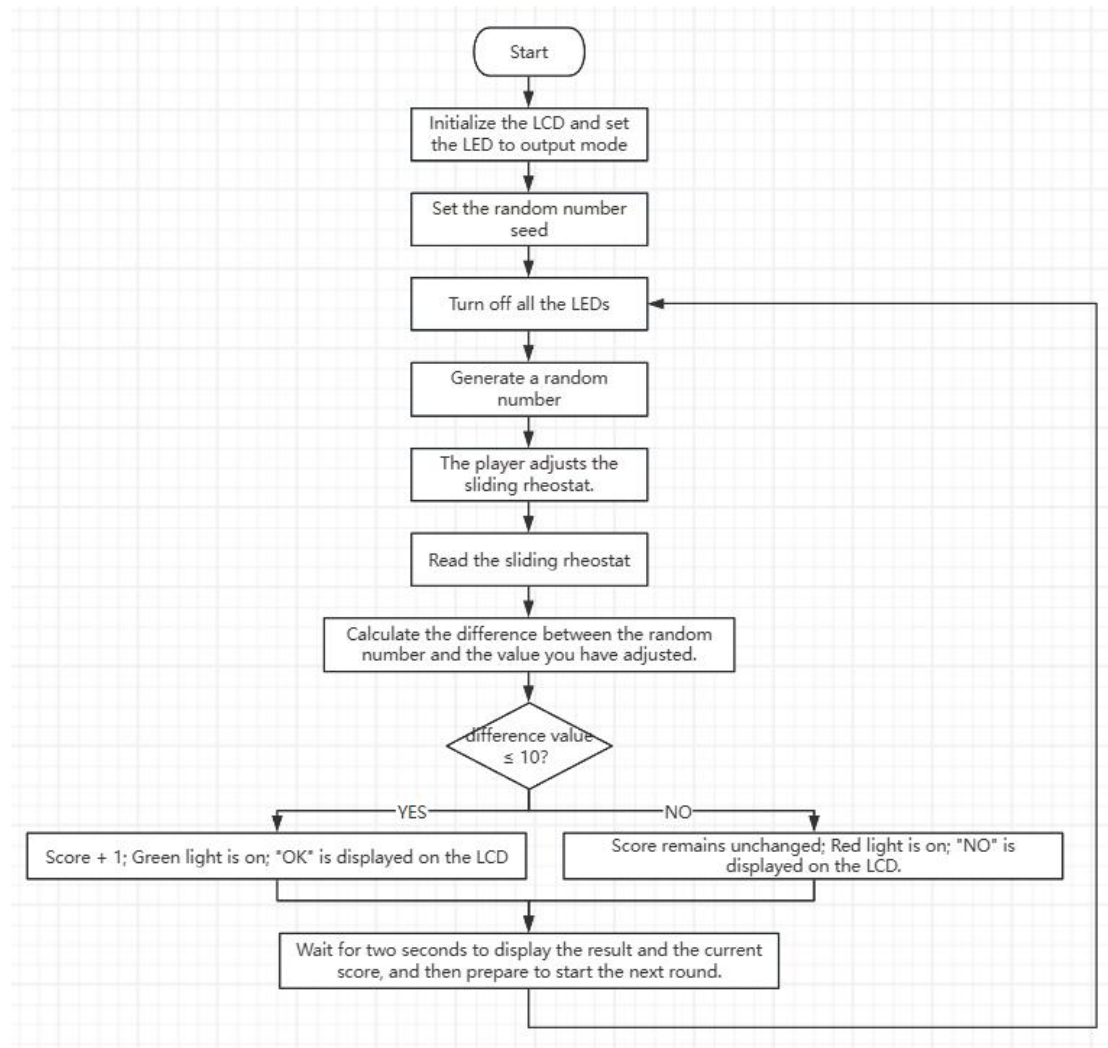 Start
Initialize the LCD and set
the LED to output mode
Set the random number
seed
Turn off all the LEDs
Generate a random
number
The player adjusts the
sliding rheostat.
Read the sliding rheostat
Calculate the difference between the random
number and the value you have adjusted.
difference value
≤ 10?
YES
NO
Score + 1; Green light is on; "OK" is displayed on the LCD
Score remains unchanged; Red light is on; "NO" is
displayed on the LCD.
Wait for two seconds to display the result and the current
score, and then prepare to start the next round.